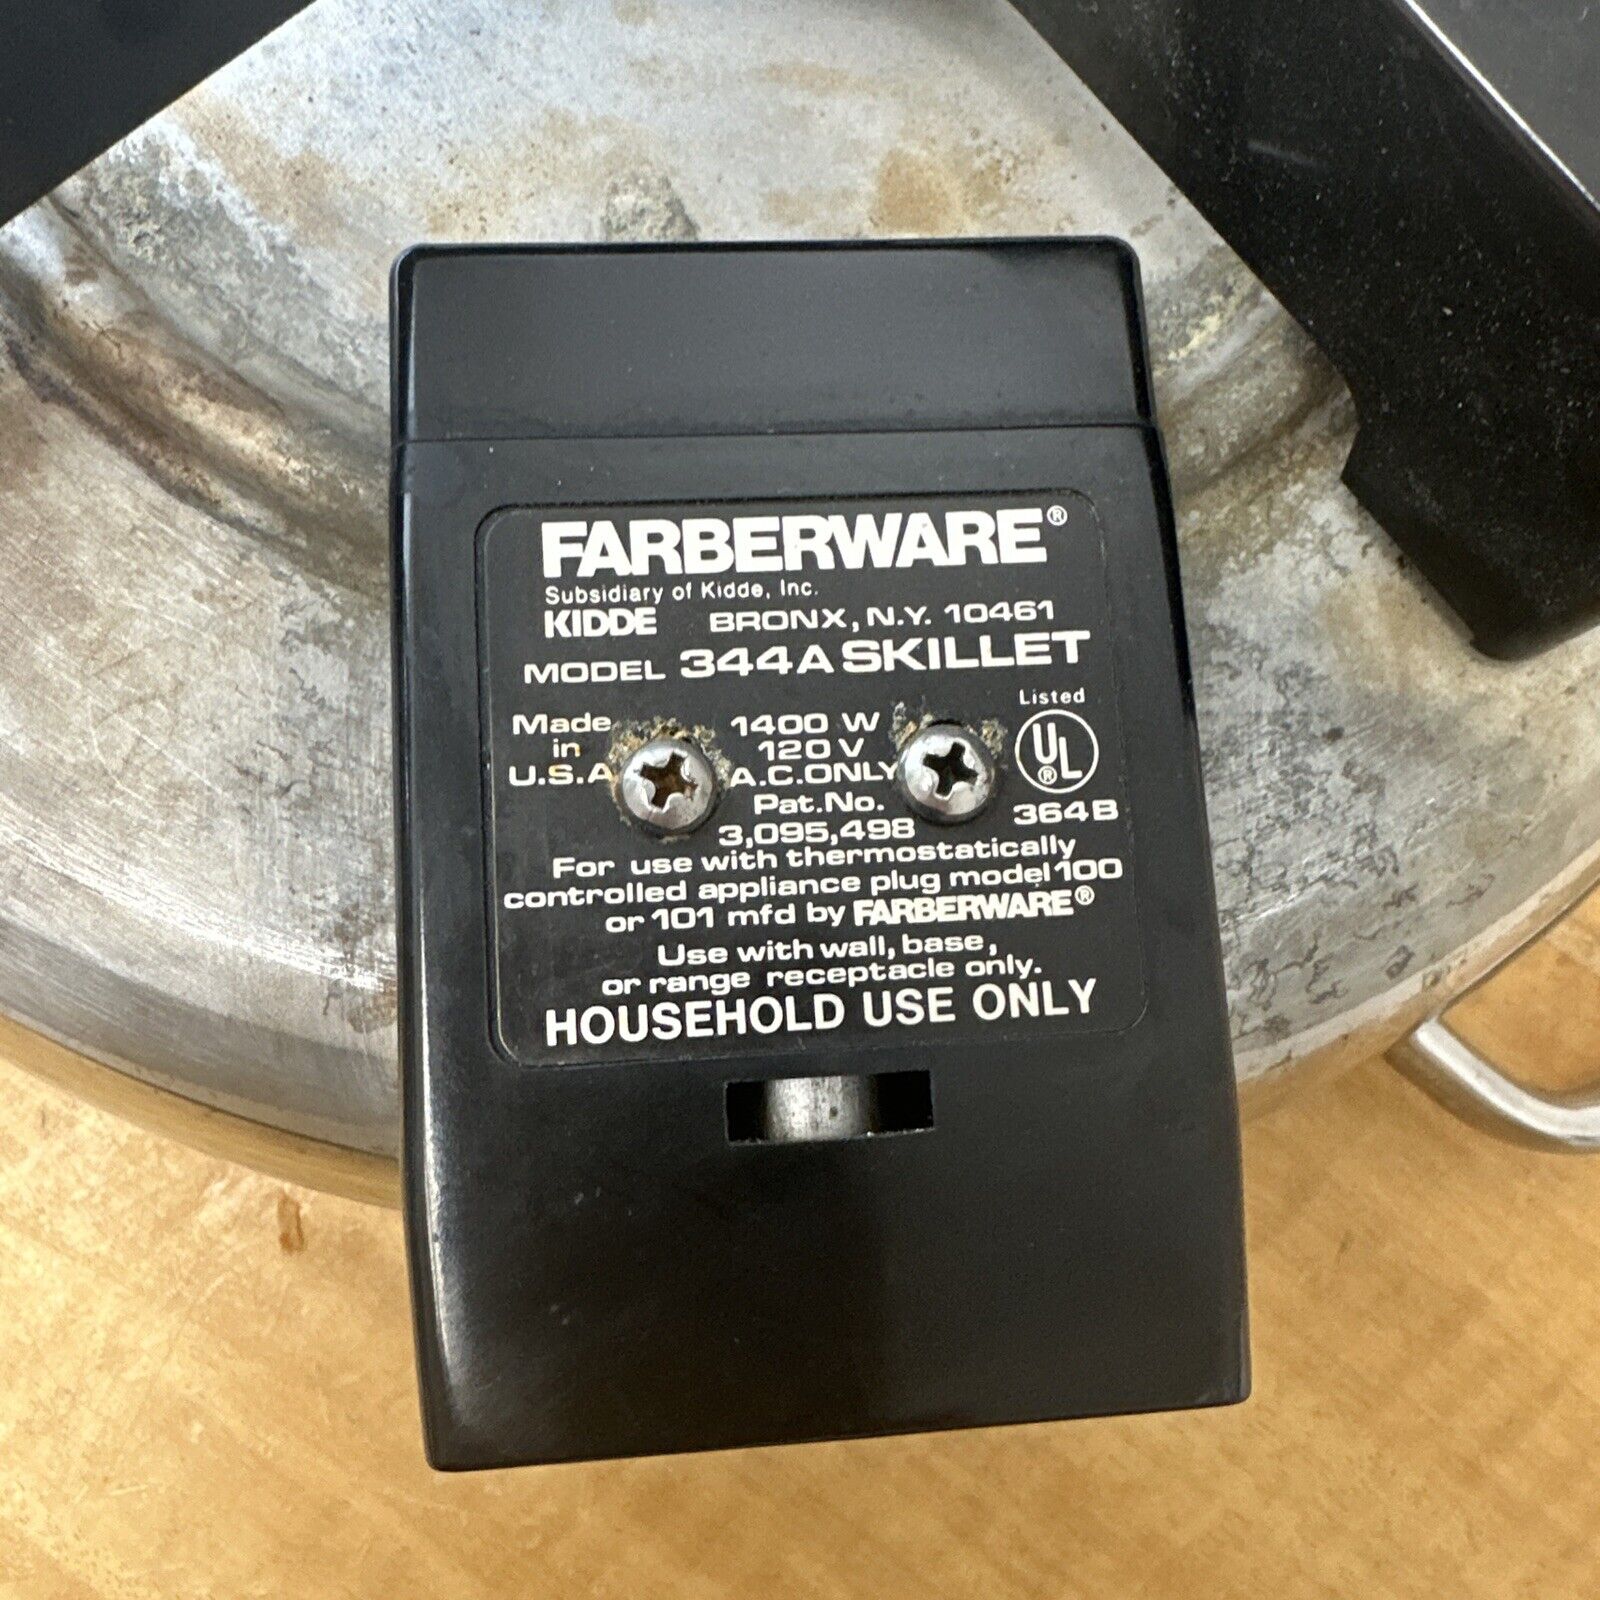 FARBERWARE®
Subsidiary of Kidde, Inc.
KIDDE BRONX, N.Y. 10461
MODEL 344A SKILLET
Listed
Made 1400 W
in 120 V UL®
U.S.A A.C.ONLY
Pat.No. 364B
3,095,498
For use with thermostatically
controlled appliance plug model 100
or 101 mfd by FARBERWARE®
Use with wall, base,
or range receptacle only.
HOUSEHOLD USE ONLY